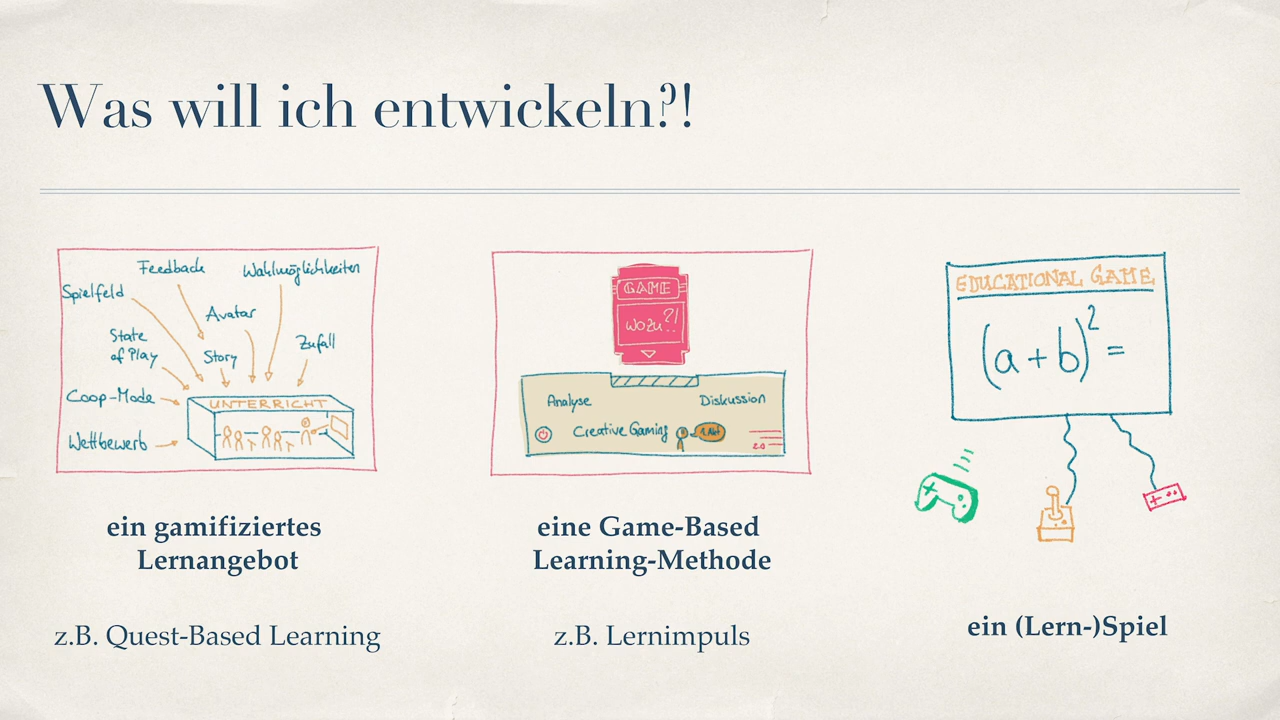 Was will ich entwickeln?!
Feedback
Wahlmöglichkeiten
Spielfeld
Avatar
State
of Play
Story
Zufall
Coop-Mode
Wettbewerb
UNTERRICHT
ein gamifiziertes
Lernangebot
z.B. Quest-Based Learning
GAME
Wozu?!
Analyse
Diskussion
Creative Gaming
eine Game-Based
Learning-Methode
z.B. Lernimpuls
EDUCATIONAL GAME
(a+b)² =
ein (Lern-)Spiel